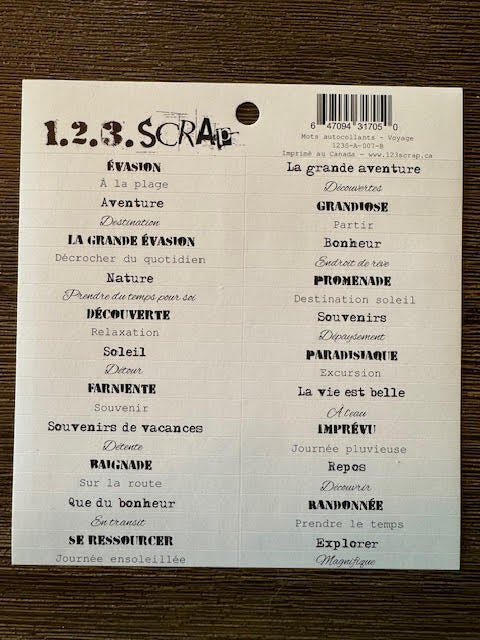 1.2.3.SCRAP
6 47094 31705 0
Mots autocollants - Voyage
123S-A-007-B
Imprimé au Canada - www.123scrap.ca
ÉVASION
À la plage
Aventure
Destination
LA GRANDE ÉVASION
Décrocher du quotidien
Nature
Prendre du temps pour soi
DÉCOUVERTE
Relaxation
Soleil
Détour
FARNIENTE
Souvenir
Souvenirs de vacances
Détente
BAIGNADE
Sur la route
Que du bonheur
En transit
SE RESSOURCER
Journée ensoleillée
La grande aventure
Découvertes
GRANDIOSE
Partir
Bonheur
Endroit de rêve
PROMENADE
Destination soleil
Souvenirs
Dépaysement
PARADISIAQUE
Excursion
La vie est belle
À l'eau
IMPRÉVU
Journée pluvieuse
Repos
Découvrir
RANDONNÉE
Prendre le temps
Explorer
Magnifique